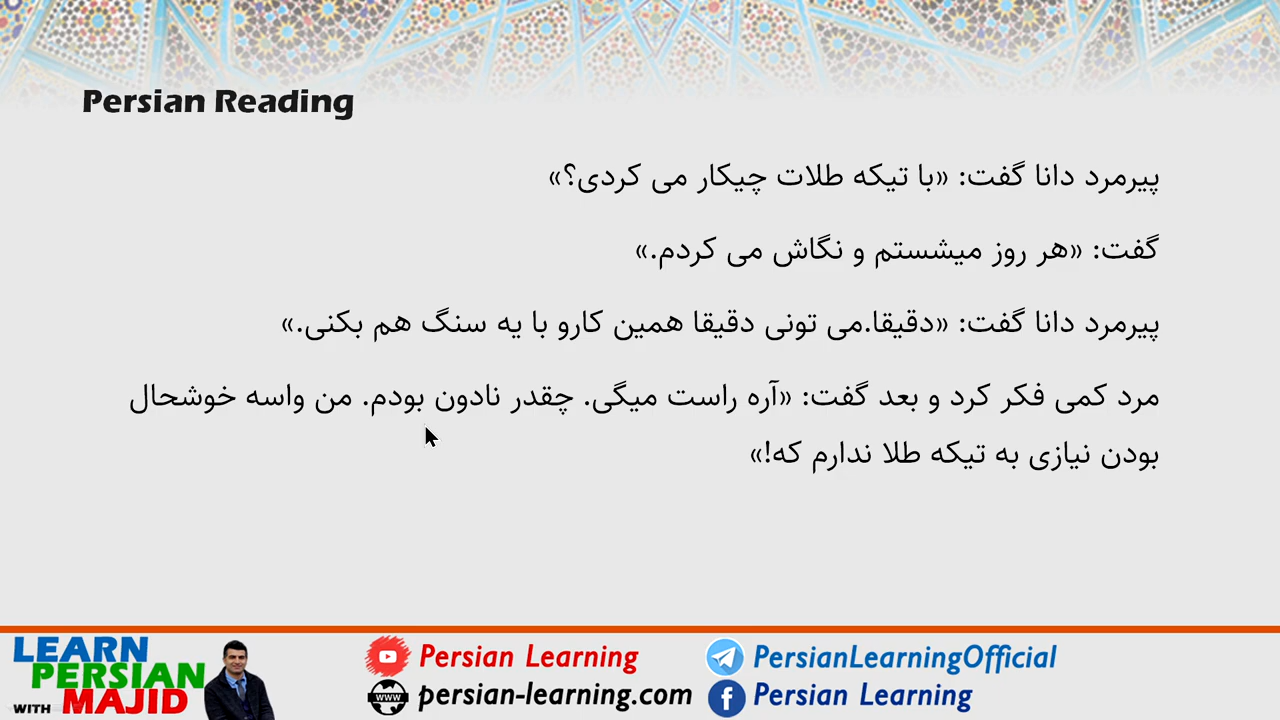 Persian Reading
پیرمرد دانا گفت: «با تیکه طلات چیکار می کردی؟»
گفت: «هر روز میشستم و نگاش می کردم.»
پیرمرد دانا گفت: «دقیقا.می تونی دقیقا همین کارو با یه سنگ هم بکنی.»
مرد کمی فکر کرد و بعد گفت: «آره راست میگی. چقدر نادون بودم. من واسه خوشحال
بودن نیازی به تیکه طلا ندارم که!»
LEARN
PERSIAN
WITH MAJID
Persian Learning
www persian-learning.com
PersianLearningOfficial
Persian Learning